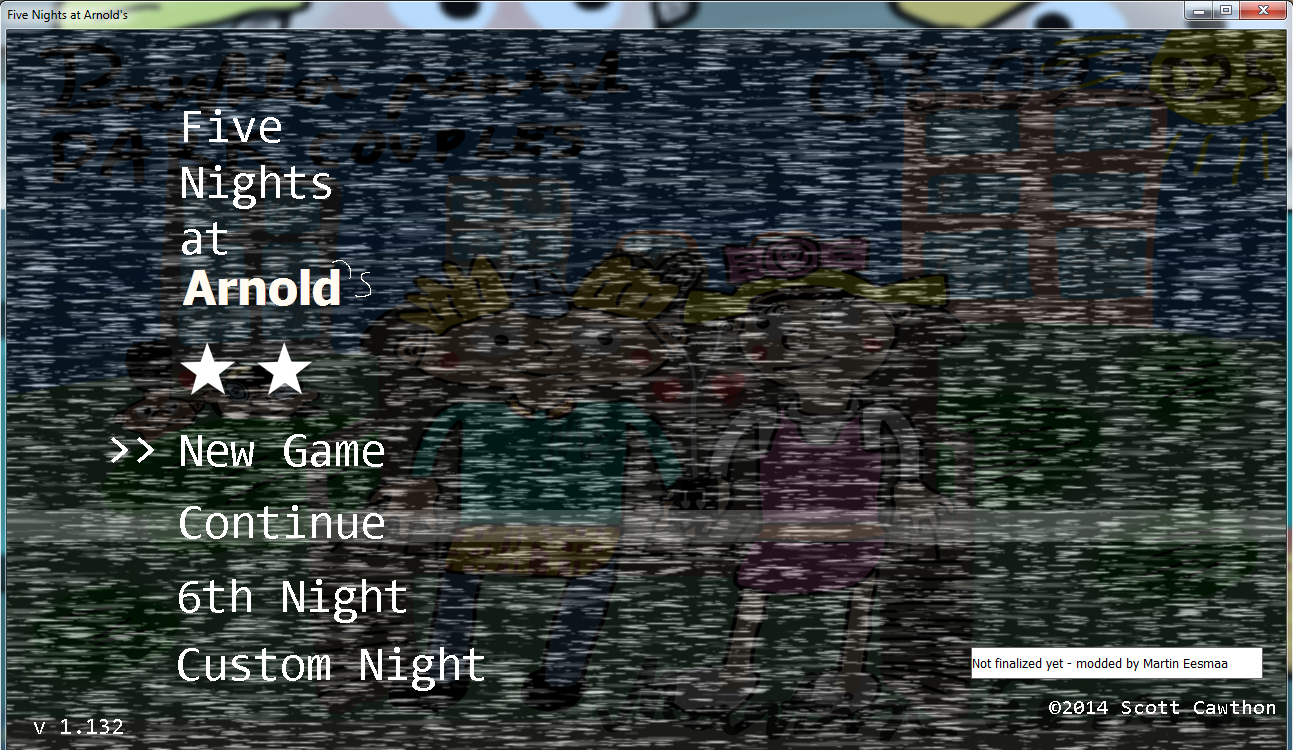 Five Nights at Arnold's
Five
Nights
at
Arnold's
>> New Game
Continue
6th Night
Custom Night
Not finalized yet - modded by Martin Eesmaa
©2014 Scott Cawthon
v 1.132